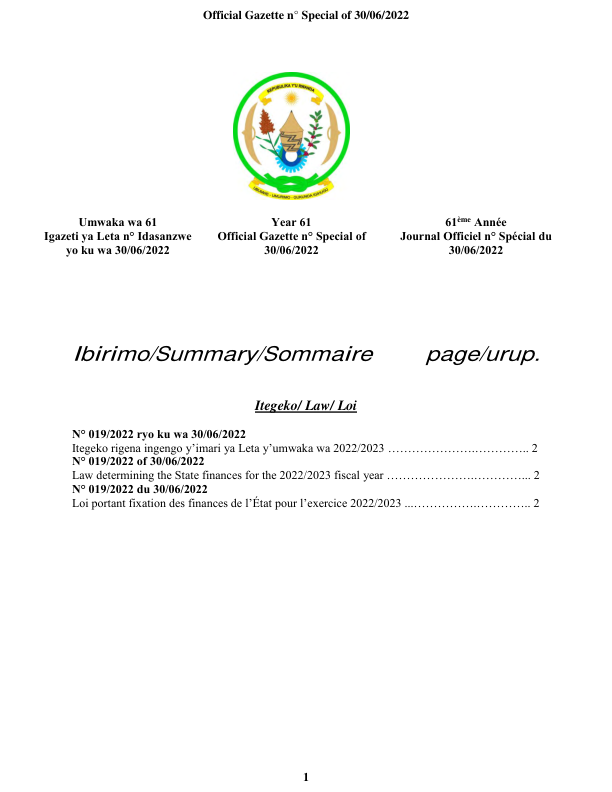 Official Gazette n° Special of 30/06/2022
REPUBULIKA Y'U RWANDA
UBUMWE - UMURIMO - GUKUNDA IGIHUGU
Umwaka wa 61
Igazeti ya Leta n° Idasanzwe
yo ku wa 30/06/2022
Year 61
Official Gazette n° Special of
30/06/2022
61ème Année
Journal Officiel n° Spécial du
30/06/2022
Ibirimo/Summary/Sommaire page/urup.
Itegeko/ Law/ Loi
N° 019/2022 ryo ku wa 30/06/2022
Itegeko rigena ingengo y’imari ya Leta y’umwaka wa 2022/2023 ………………….………….. 2
N° 019/2022 of 30/06/2022
Law determining the State finances for the 2022/2023 fiscal year ………………….………….... 2
N° 019/2022 du 30/06/2022
Loi portant fixation des finances de l’État pour l’exercice 2022/2023 ...…………….………….. 2
1